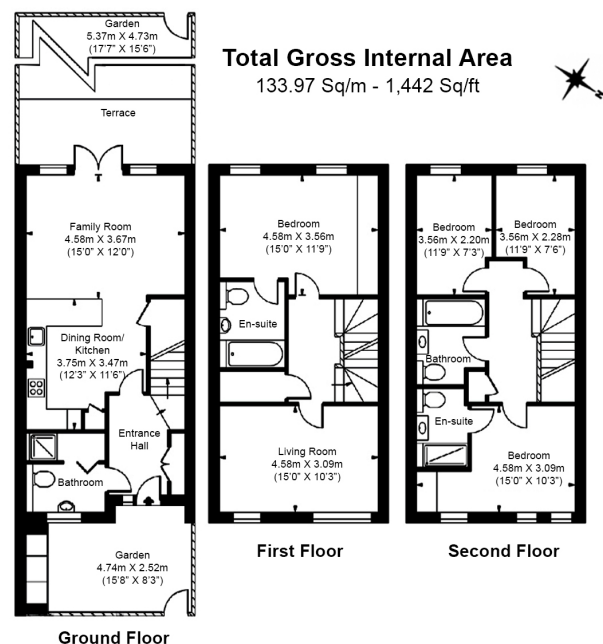 Total Gross Internal Area
133.97 Sq/m - 1,442 Sq/ft
N
Garden
5.37m X 4.73m
(17'7" X 15'6")
Terrace
Family Room
4.58m X 3.67m
(15'0" X 12'0")
Dining Room/
Kitchen
3.75m X 3.47m
(12'3" X 11'6")
Entrance
Hall
Bathroom
Garden
4.74m X 2.52m
(15'8" X 8'3")
Ground Floor
Bedroom
4.58m X 3.56m
(15'0" X 11'9")
En-suite
Living Room
4.58m X 3.09m
(15'0" X 10'3")
First Floor
Bedroom
3.56m X 2.20m
(11'9" X 7'3")
Bedroom
3.56m X 2.28m
(11'9" X 7'6")
Bathroom
En-suite
Bedroom
4.58m X 3.09m
(15'0" X 10'3")
Second Floor